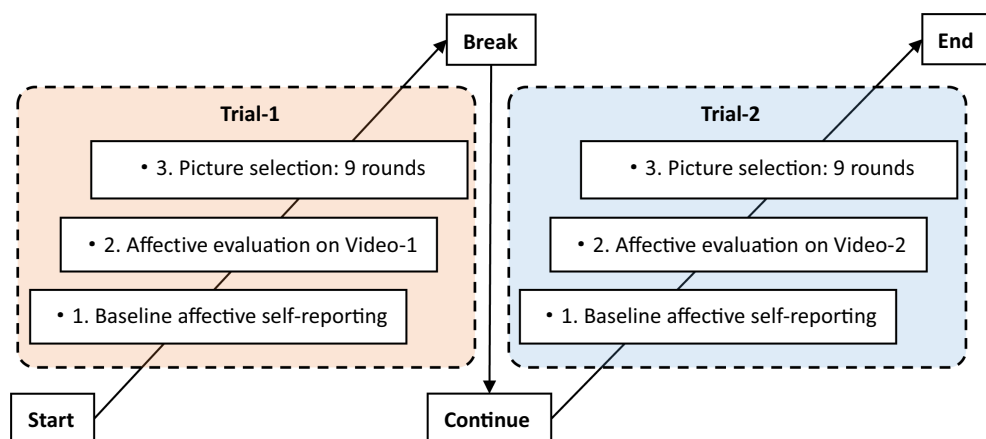 Break
End
Trial-1
• 3. Picture selection: 9 rounds
• 2. Affective evaluation on Video-1
• 1. Baseline affective self-reporting
Start
Trial-2
• 3. Picture selection: 9 rounds
• 2. Affective evaluation on Video-2
• 1. Baseline affective self-reporting
Continue